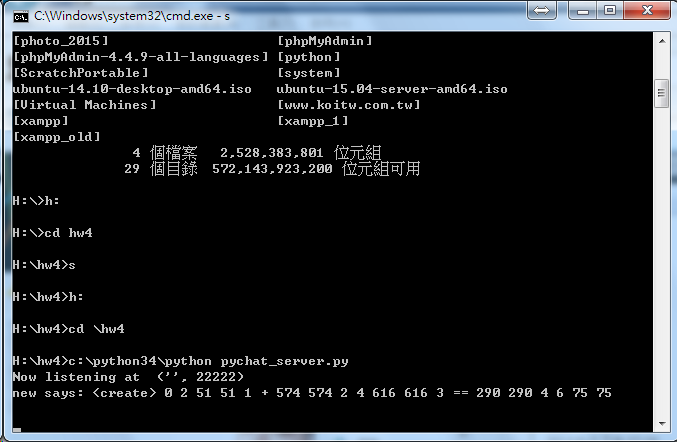 C:\Windows\system32\cmd.exe - s
[photo_2015] [phpMyAdmin]
[phpMyAdmin-4.4.9-all-languages] [python]
[ScratchPortable] [system]
ubuntu-14.10-desktop-amd64.iso ubuntu-15.04-server-amd64.iso
[Virtual Machines] [www.koitw.com.tw]
[xampp] [xampp_1]
[xampp_old]
4 個檔案 2,528,383,801 位元組
29 個目錄 572,143,923,200 位元組可用
H:\>h:
H:\>cd hw4
H:\hw4>s
H:\hw4>h:
H:\hw4>cd \hw4
H:\hw4>c:\python34\python pychat_server.py
Now listening at ('', 22222)
new says: <create> 0 2 51 51 1 + 574 574 2 4 616 616 3 == 290 290 4 6 75 75